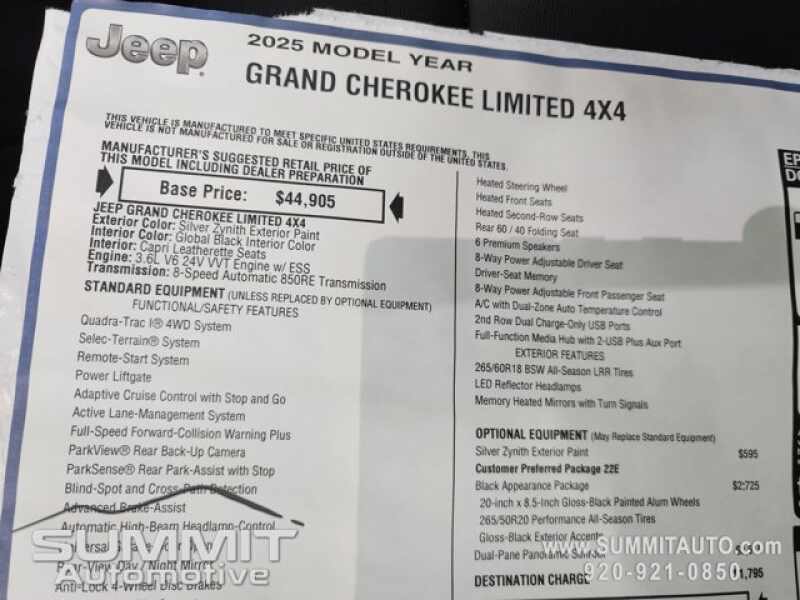 Jeep
2025 MODEL YEAR
GRAND CHEROKEE LIMITED 4X4
THIS VEHICLE IS MANUFACTURED TO MEET SPECIFIC UNITED STATES REQUIREMENTS. THIS
VEHICLE IS NOT MANUFACTURED FOR SALE OR REGISTRATION OUTSIDE OF THE UNITED STATES.
MANUFACTURER'S SUGGESTED RETAIL PRICE OF
THIS MODEL INCLUDING DEALER PREPARATION
Base Price: $44,905
JEEP GRAND CHEROKEE LIMITED 4X4
Exterior Color: Silver Zynith Exterior Paint
Interior Color: Global Black Interior Color
Interior: Capri Leatherette Seats
Engine: 3.6L V6 24V VVT Engine w/ ESS
Transmission: 8-Speed Automatic 850RE Transmission
STANDARD EQUIPMENT (UNLESS REPLACED BY OPTIONAL EQUIPMENT)
FUNCTIONAL/SAFETY FEATURES
Quadra-Trac I® 4WD System
Selec-Terrain® System
Remote-Start System
Power Liftgate
Adaptive Cruise Control with Stop and Go
Active Lane-Management System
Full-Speed Forward-Collision Warning Plus
ParkView® Rear Back-Up Camera
ParkSense® Rear Park-Assist with Stop
Blind-Spot and Cross-Path Detection
Advanced Brake-Assist
Automatic High-Beam Headlamp-Control
Rear-View Day / Night Mirror
Anti-Lock 4-Wheel Disc Brakes
Heated Steering Wheel
Heated Front Seats
Heated Second-Row Seats
Rear 60 / 40 Folding Seat
6 Premium Speakers
8-Way Power Adjustable Driver Seat
Driver-Seat Memory
8-Way Power Adjustable Front Passenger Seat
A/C with Dual-Zone Auto Temperature Control
2nd Row Dual Charge-Only USB Ports
Full-Function Media Hub with 2-USB Plus Aux Port
EXTERIOR FEATURES
265/60R18 BSW All-Season LRR Tires
LED Reflector Headlamps
Memory Heated Mirrors with Turn Signals
OPTIONAL EQUIPMENT (May Replace Standard Equipment)
Silver Zynith Exterior Paint $595
Customer Preferred Package 22E
Black Appearance Package $2,725
20-inch x 8.5-Inch Gloss-Black Painted Alum Wheels
265/50R20 Performance All-Season Tires
Gloss-Black Exterior Accents
Dual-Pane Panoramic Sunroof
DESTINATION CHARGE $1,795
SUMMIT
Automotive
www.SUMMITAUTO.com
920-921-0850